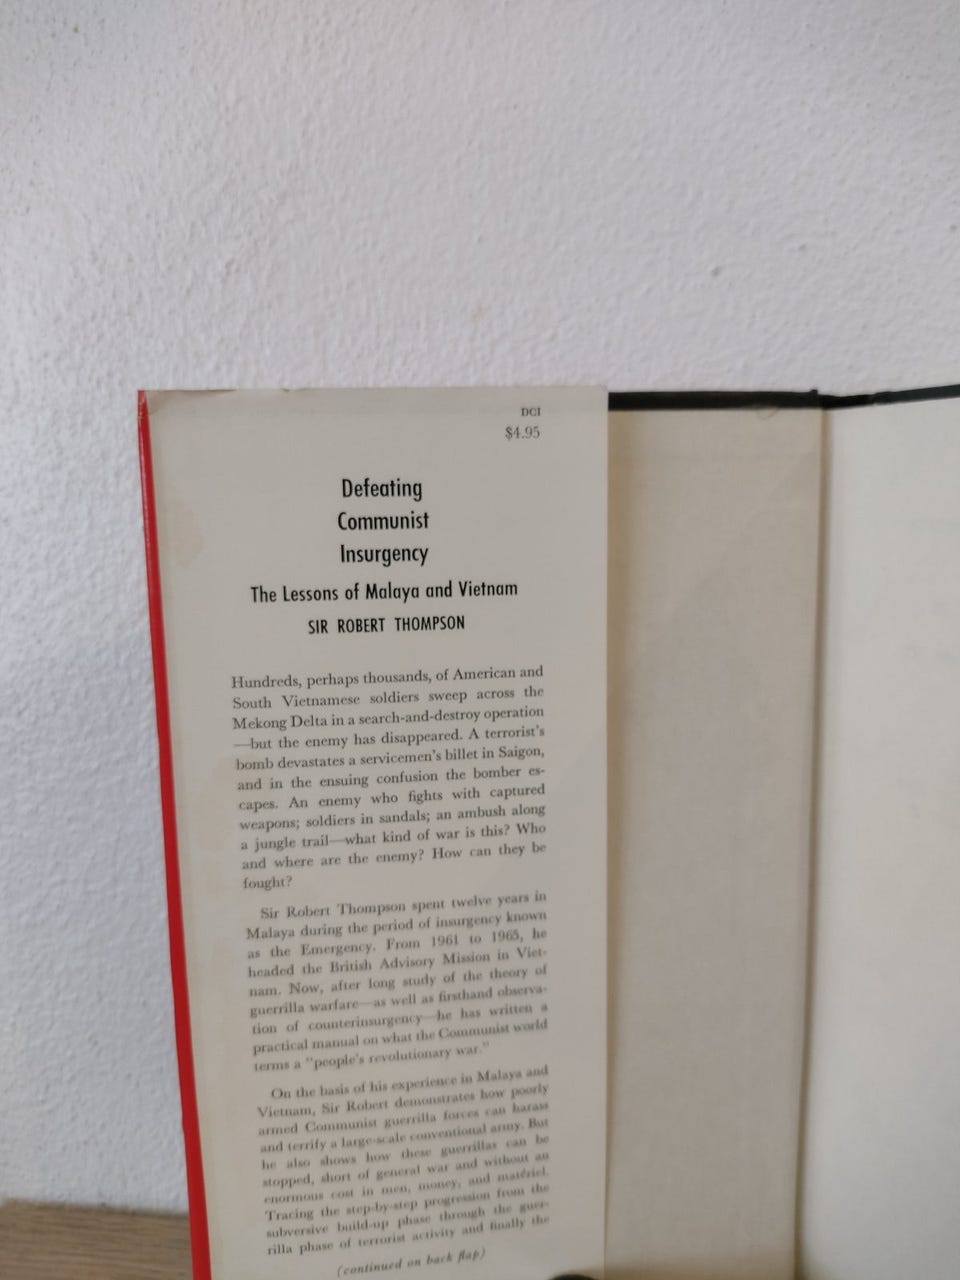 DCI
$4.95
Defeating
Communist
Insurgency
The Lessons of Malaya and Vietnam
SIR ROBERT THOMPSON
Hundreds, perhaps thousands, of American and
South Vietnamese soldiers sweep across the
Mekong Delta in a search-and-destroy operation
—but the enemy has disappeared. A terrorist's
bomb devastates a servicemen's billet in Saigon,
and in the ensuing confusion the bomber es-
capes. An enemy who fights with captured
weapons; soldiers in sandals; an ambush along
a jungle trail—what kind of war is this? Who
and where are the enemy? How can they be
fought?
Sir Robert Thompson spent twelve years in
Malaya during the period of insurgency known
as the Emergency. From 1961 to 1965, he
headed the British Advisory Mission in Viet-
nam. Now, after long study of the theory of
guerrilla warfare—as well as firsthand observa-
tion of counterinsurgency—he has written a
practical manual on what the Communist world
terms a "people's revolutionary war."
On the basis of his experience in Malaya and
Vietnam, Sir Robert demonstrates how poorly
armed Communist guerrilla forces can harass
and terrify a large-scale conventional army. But
he also shows how these guerrillas can be
stopped, short of general war and without an
enormous cost in men, money, and matériel.
Tracing the step-by-step progression from the
subversive build-up phase through the guer-
rilla phase of terrorist activity and finally the
(continued on back flap)